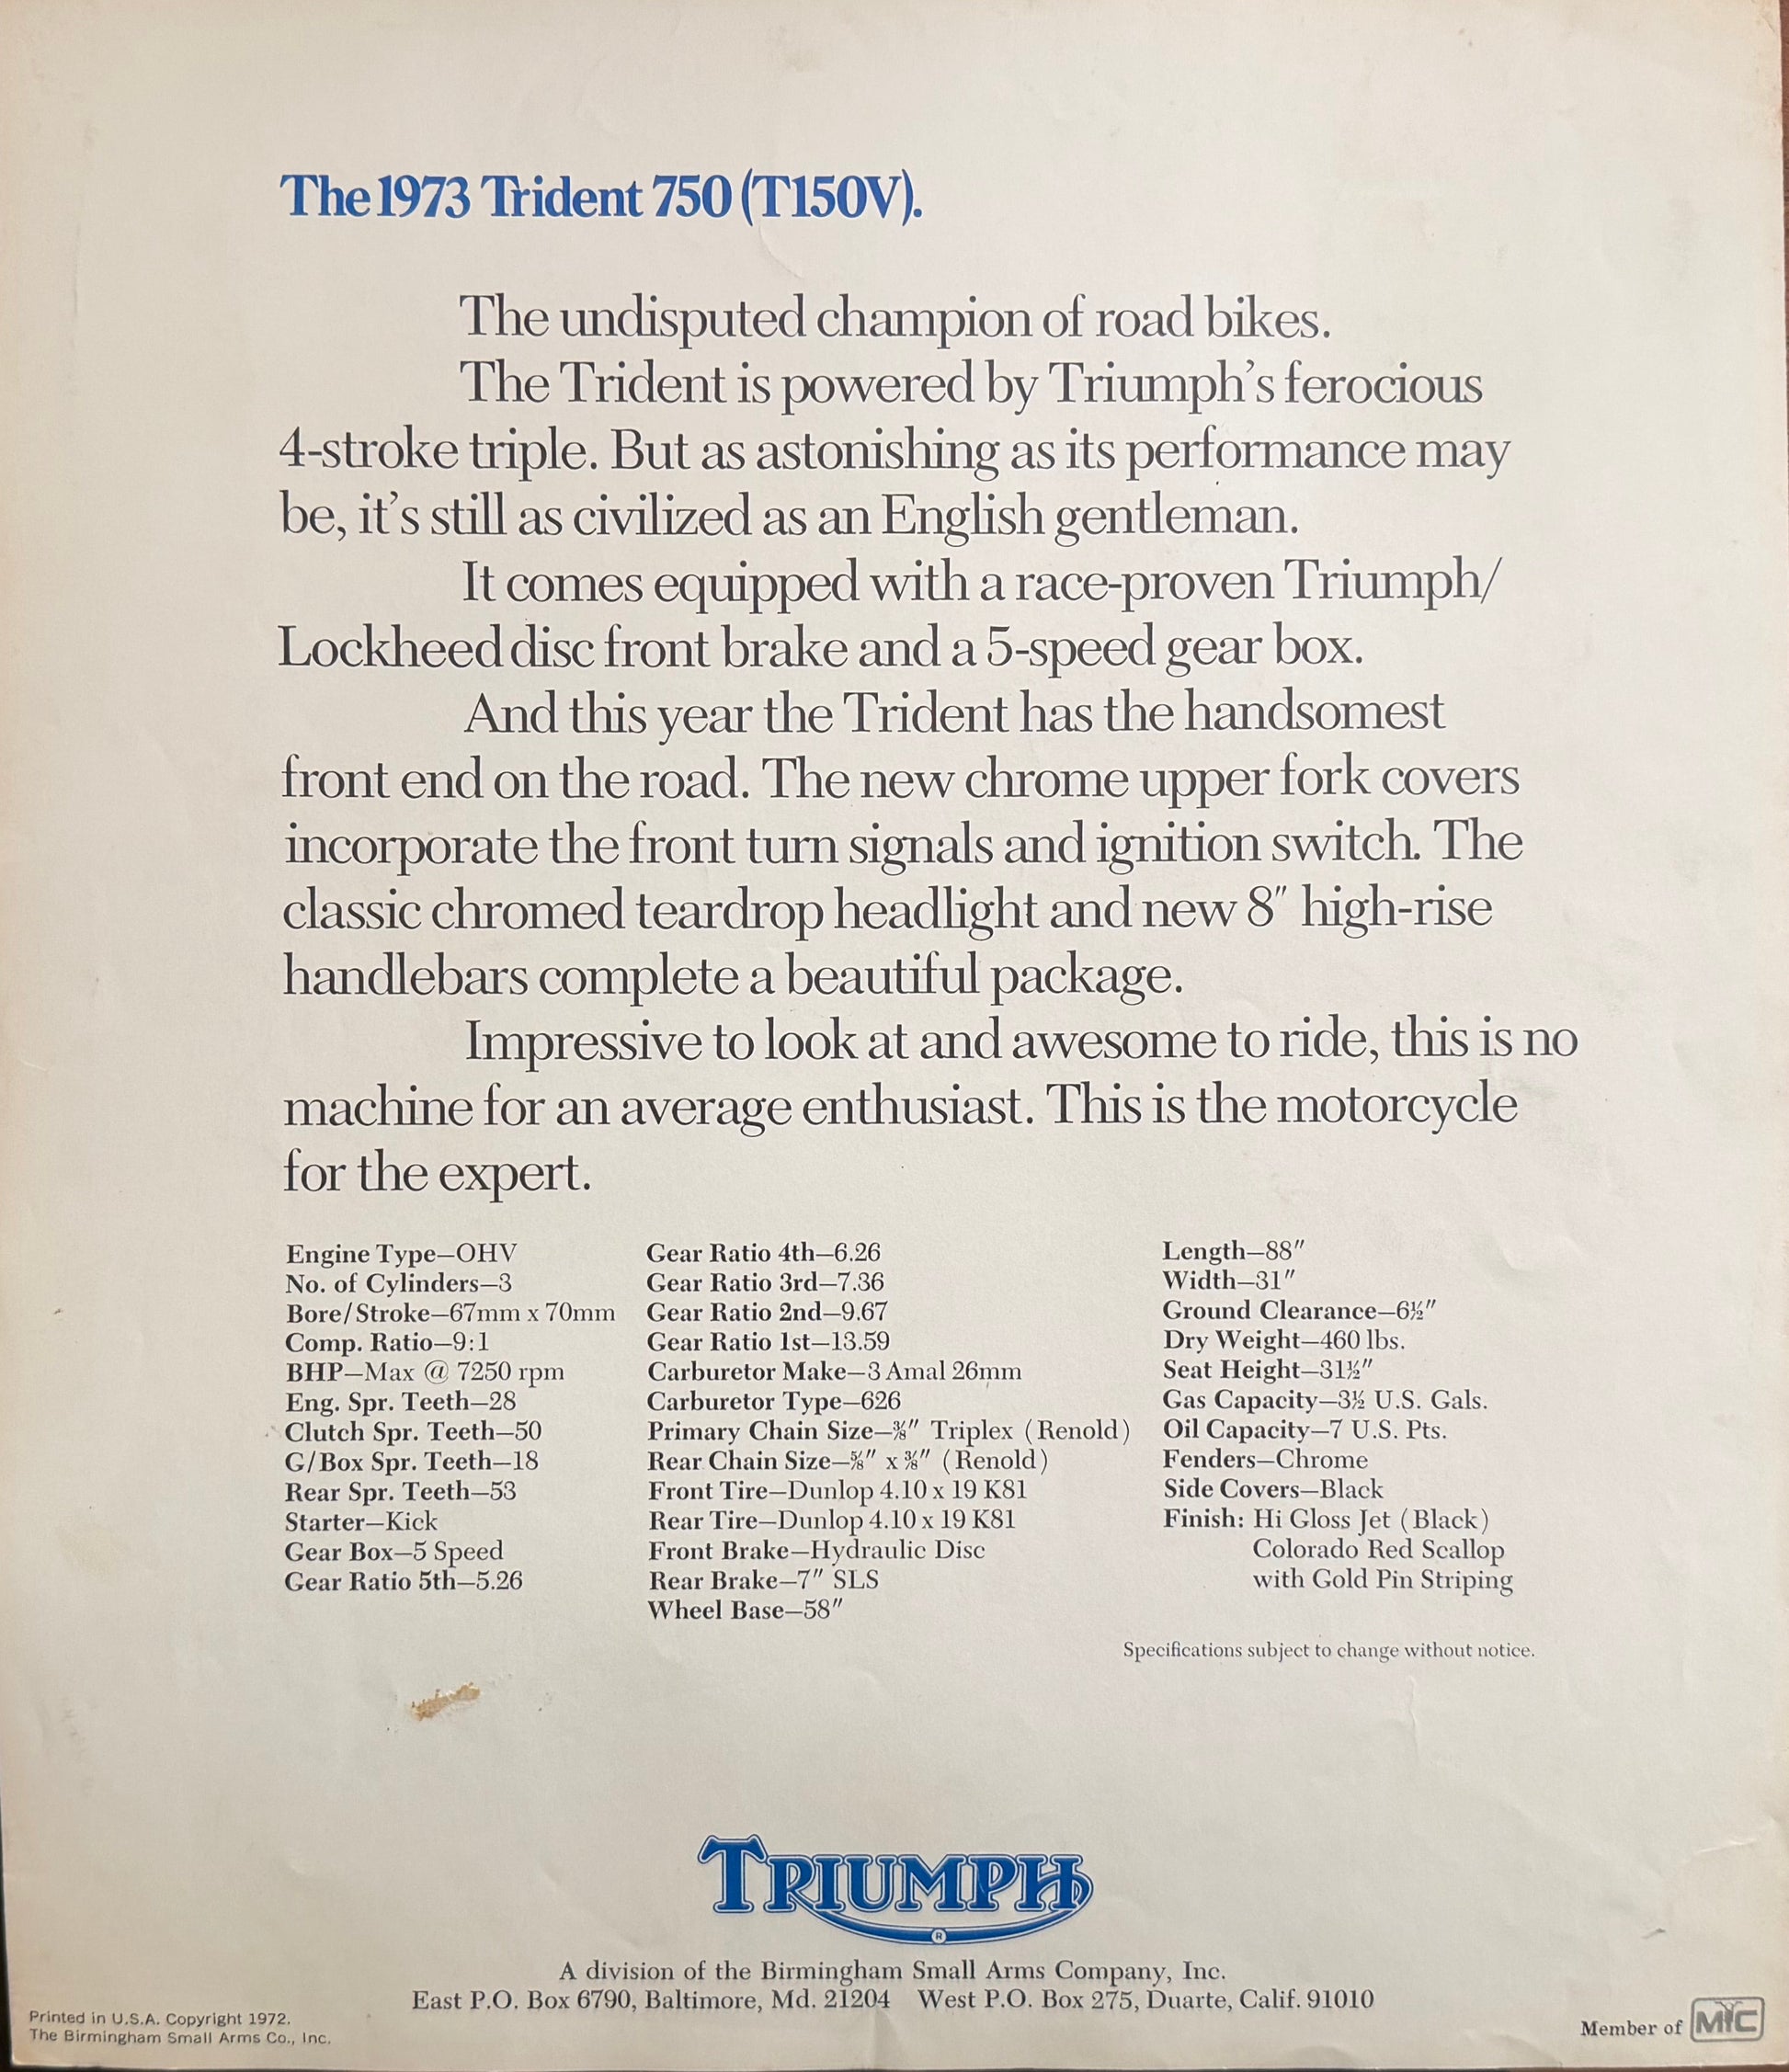 The 1973 Trident 750 (T150V).
The undisputed champion of road bikes.
The Trident is powered by Triumph's ferocious
4-stroke triple. But as astonishing as its performance may
be, it's still as civilized as an English gentleman.
It comes equipped with a race-proven Triumph/
Lockheed disc front brake and a 5-speed gear box.
And this year the Trident has the handsomest
front end on the road. The new chrome upper fork covers
incorporate the front turn signals and ignition switch. The
classic chromed teardrop headlight and new 8″ high-rise
handlebars complete a beautiful package.
Impressive to look at and awesome to ride, this is no
machine for an average enthusiast. This is the motorcycle
for the expert.
Engine Type—OHV
No. of Cylinders—3
Bore/Stroke—67mm x 70mm
Comp. Ratio—9:1
BHP—Max @ 7250 rpm
Eng. Spr. Teeth—28
Clutch Spr. Teeth—50
G/Box Spr. Teeth—18
Rear Spr. Teeth—53
Starter—Kick
Gear Box—5 Speed
Gear Ratio 5th—5.26
Gear Ratio 4th—6.26
Gear Ratio 3rd—7.36
Gear Ratio 2nd—9.67
Gear Ratio 1st—13.59
Carburetor Make—3 Amal 26mm
Carburetor Type—626
Primary Chain Size—⅜″ Triplex (Renold)
Rear Chain Size—⅝″ x ⅜″ (Renold)
Front Tire—Dunlop 4.10 x 19 K81
Rear Tire—Dunlop 4.10 x 19 K81
Front Brake—Hydraulic Disc
Rear Brake—7″ SLS
Wheel Base—58″
Length—88″
Width—31″
Ground Clearance—6½″
Dry Weight—460 lbs.
Seat Height—31½″
Gas Capacity—3½ U.S. Gals.
Oil Capacity—7 U.S. Pts.
Fenders—Chrome
Side Covers—Black
Finish: Hi Gloss Jet (Black)
Colorado Red Scallop
with Gold Pin Striping
Specifications subject to change without notice.
TRIUMPH
®
A division of the Birmingham Small Arms Company, Inc.
East P.O. Box 6790, Baltimore, Md. 21204 West P.O. Box 275, Duarte, Calif. 91010
Printed in U.S.A. Copyright 1972.
The Birmingham Small Arms Co., Inc.
Member of MIC